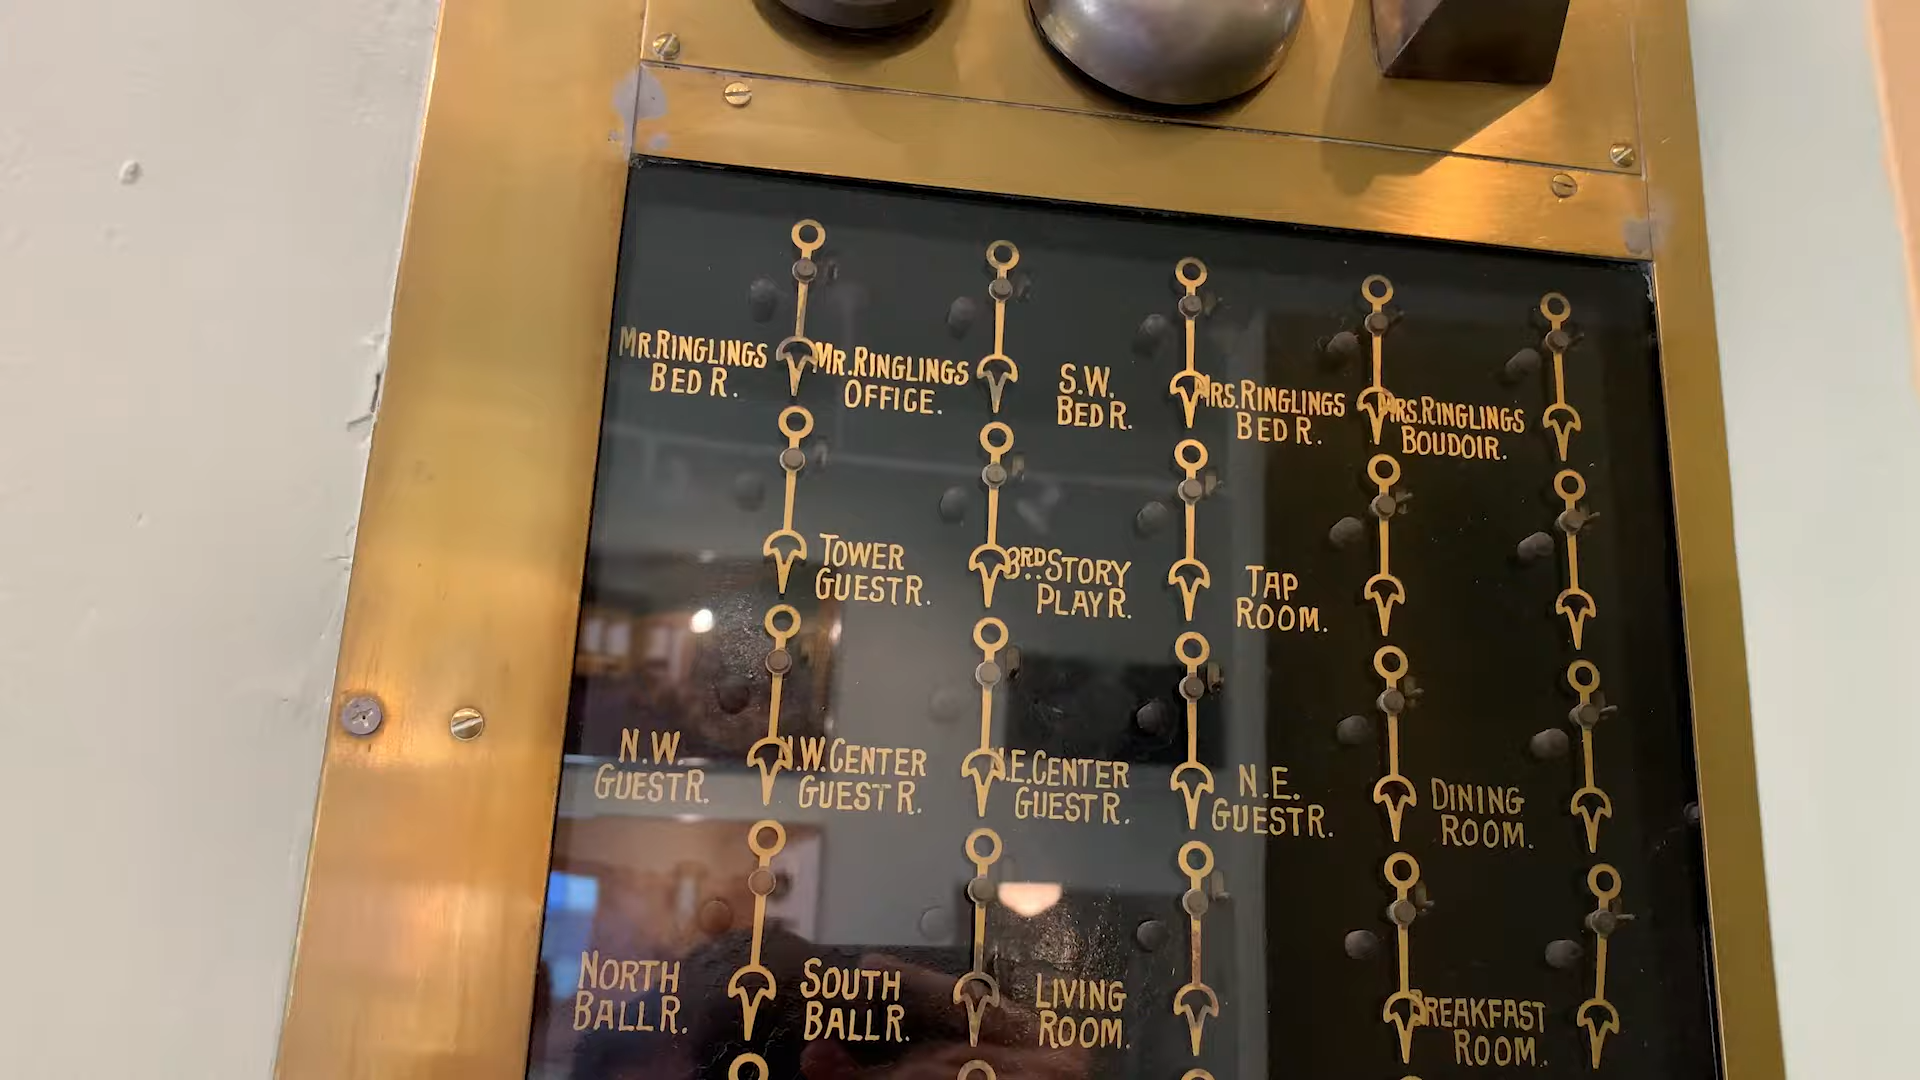 MR. RINGLINGS
BED R.
MR. RINGLINGS
OFFICE.
S.W.
BED R.
MRS. RINGLINGS
BED R.
MRS. RINGLINGS
BOUDOIR.
TOWER
GUEST R.
3RD STORY
PLAY R.
TAP
ROOM.
N.W.
GUEST R.
N.W. CENTER
GUEST R.
N.E. CENTER
GUEST R.
N.E.
GUEST R.
DINING
ROOM.
NORTH
BALL R.
SOUTH
BALL R.
LIVING
ROOM.
BREAKFAST
ROOM.